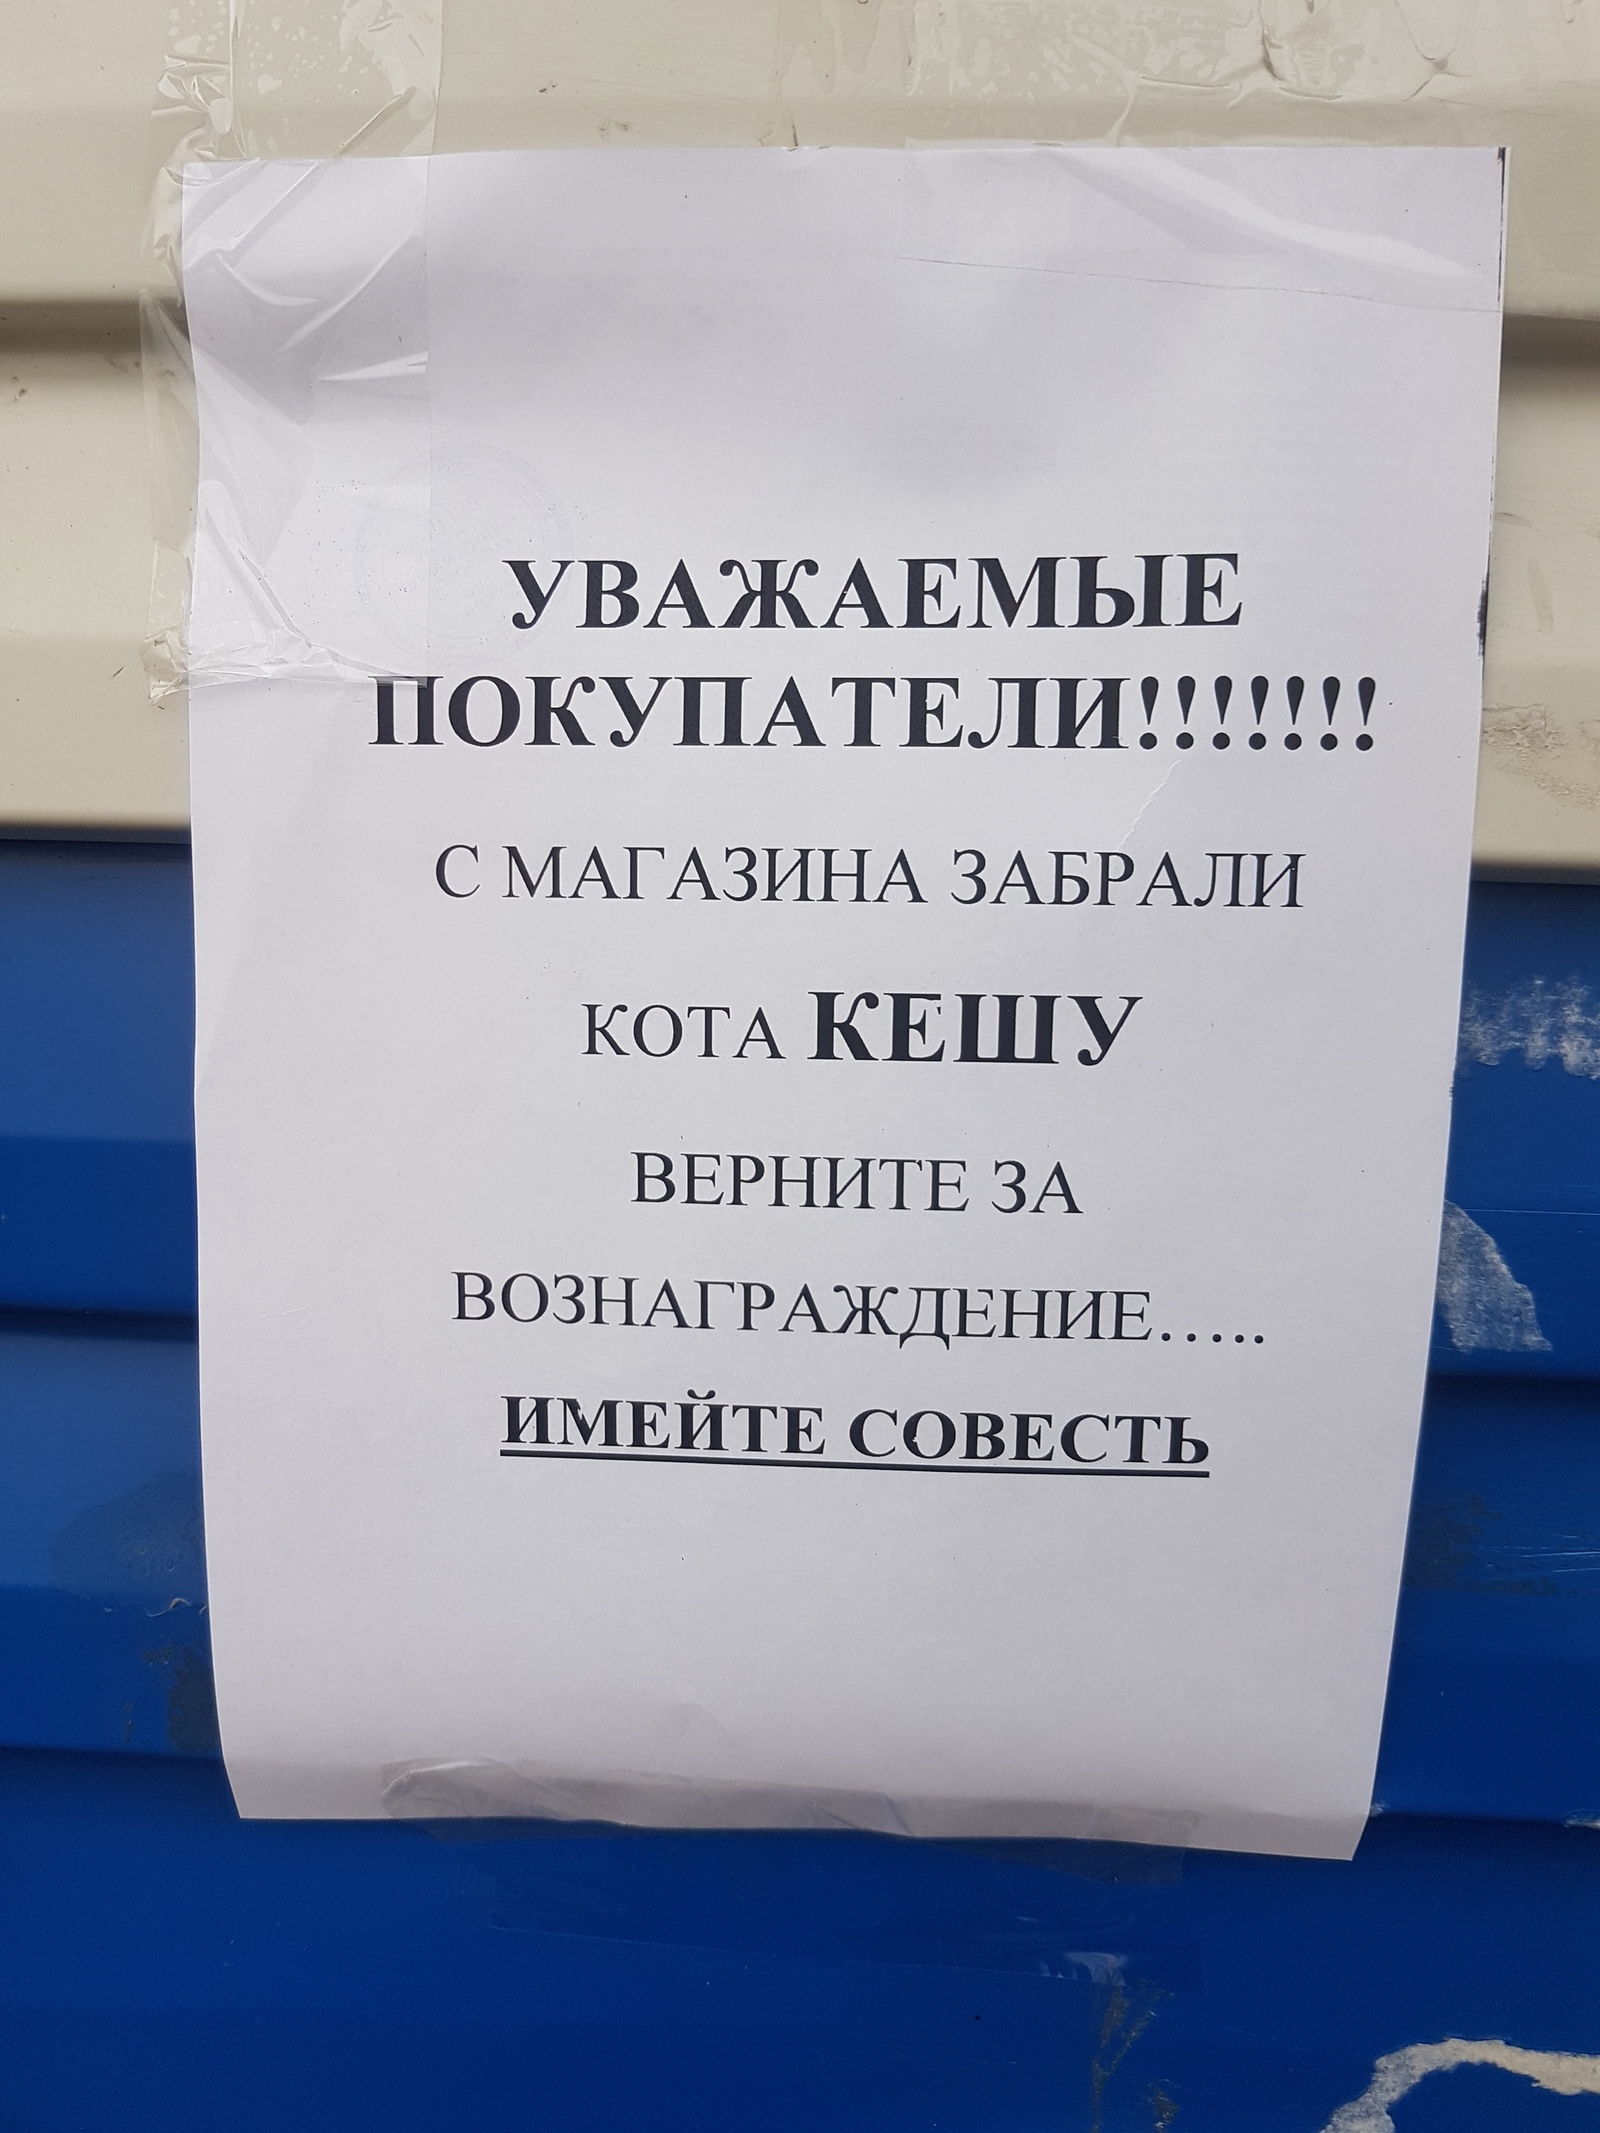 УВАЖАЕМЫЕ
ПОКУПАТЕЛИ!!!!!!!
С МАГАЗИНА ЗАБРАЛИ
КОТА КЕШУ
ВЕРНИТЕ ЗА
ВОЗНАГРАЖДЕНИЕ…..
ИМЕЙТЕ СОВЕСТЬ